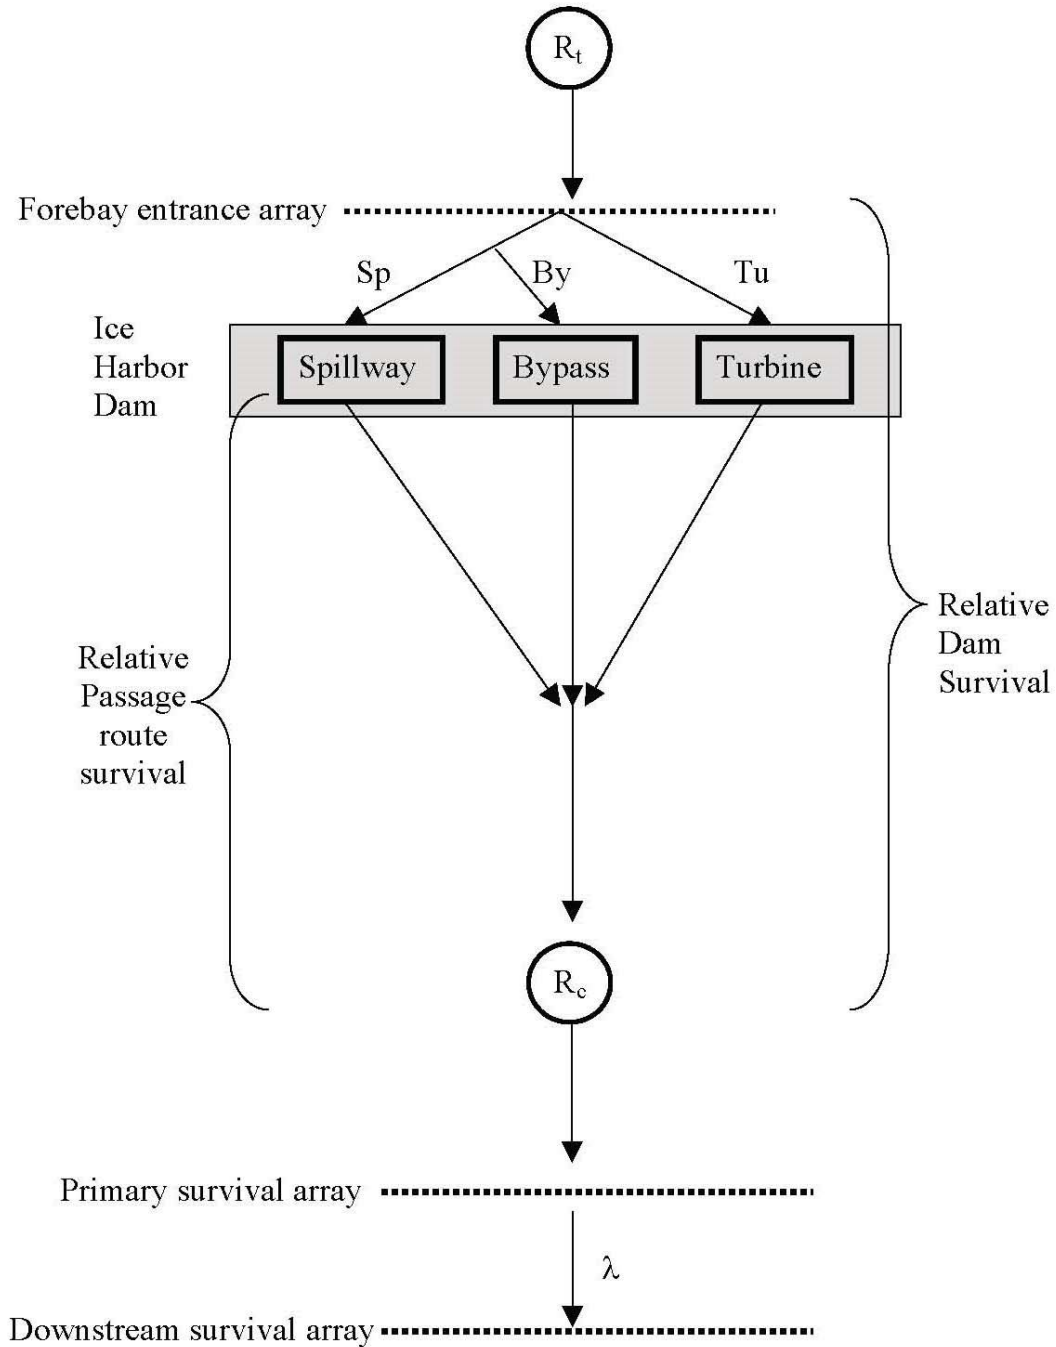 Rt
Forebay entrance array
Sp
By
Tu
Ice
Harbor
Dam
Spillway
Bypass
Turbine
Relative
Dam
Survival
Relative
Passage
route
survival
Rc
Primary survival array
λ
Downstream survival array